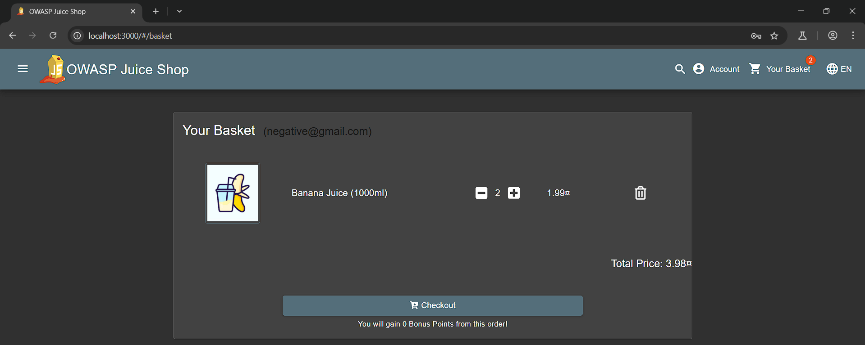 OWASP Juice Shop
localhost:3000/#/basket
OWASP Juice Shop
Account
Your Basket
2
EN
Your Basket (negative@gmail.com)
Banana Juice (1000ml) 2 1.99¤
Total Price: 3.98¤
Checkout
You will gain 0 Bonus Points from this order!